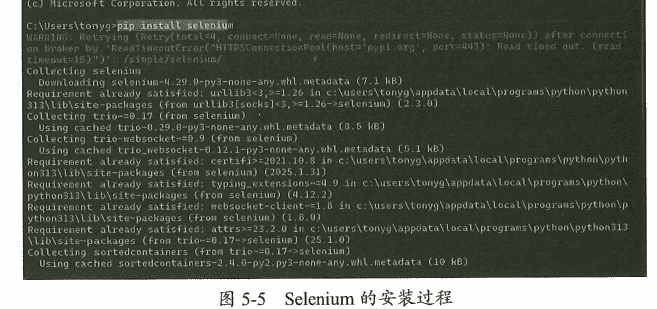 (c) Microsoft Corporation. All rights reserved.
C:\Users\tonyg>pip install selenium
WARNING: Retrying (Retry(total=4, connect=None, read=None, redirect=None, status=None)) after connecti
on broken by 'ReadTimeoutError("HTTPSConnectionPool(host='pypi.org', port=443): Read timed out. (read
timeout=15)")': /simple/selenium/
Collecting selenium
Downloading selenium-4.29.0-py3-none-any.whl.metadata (7.1 kB)
Requirement already satisfied: urllib3<3,>=1.26 in c:\users\tonyg\appdata\local\programs\python\python
313\lib\site-packages (from urllib3[socks]<3,>=1.26->selenium) (2.3.0)
Collecting trio~=0.17 (from selenium)
Using cached trio-0.29.0-py3-none-any.whl.metadata (8.5 kB)
Collecting trio-websocket~=0.9 (from selenium)
Using cached trio_websocket-0.12.1-py3-none-any.whl.metadata (5.1 kB)
Requirement already satisfied: certifi>=2021.10.8 in c:\users\tonyg\appdata\local\programs\python\pyth
on313\lib\site-packages (from selenium) (2025.1.31)
Requirement already satisfied: typing_extensions~=4.9 in c:\users\tonyg\appdata\local\programs\python\
python313\lib\site-packages (from selenium) (4.12.2)
Requirement already satisfied: websocket-client~=1.8 in c:\users\tonyg\appdata\local\programs\python\p
ython313\lib\site-packages (from selenium) (1.8.0)
Requirement already satisfied: attrs>=23.2.0 in c:\users\tonyg\appdata\local\programs\python\python313
\lib\site-packages (from trio~=0.17->selenium) (25.1.0)
Collecting sortedcontainers (from trio~=0.17->selenium)
Using cached sortedcontainers-2.4.0-py2.py3-none-any.whl.metadata (10 kB)
图 5-5 Selenium 的安装过程